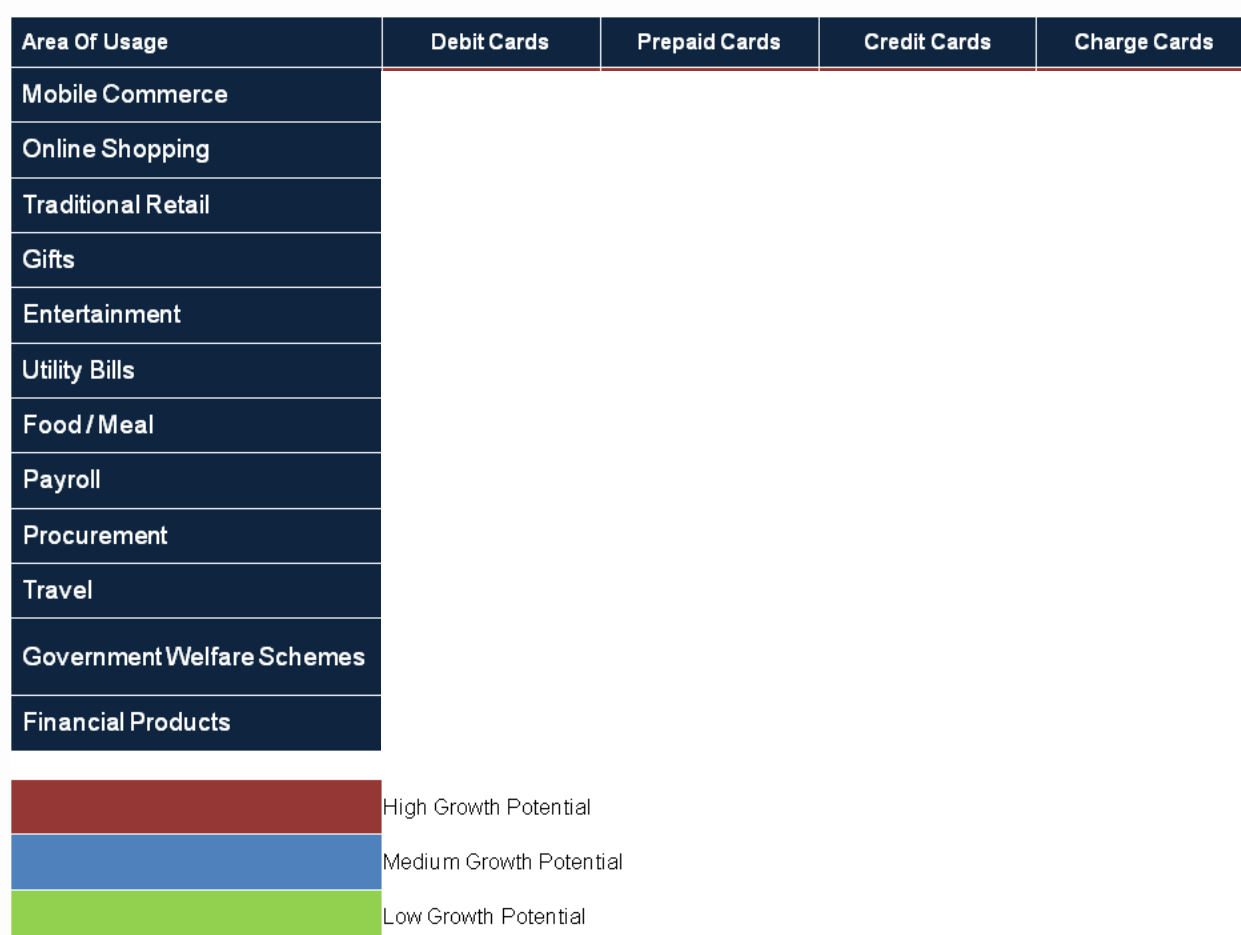 Area Of Usage Debit Cards Prepaid Cards Credit Cards Charge Cards
Mobile Commerce
Online Shopping
Traditional Retail
Gifts
Entertainment
Utility Bills
Food / Meal
Payroll
Procurement
Travel
Government Welfare Schemes
Financial Products
High Growth Potential
Medium Growth Potential
Low Growth Potential